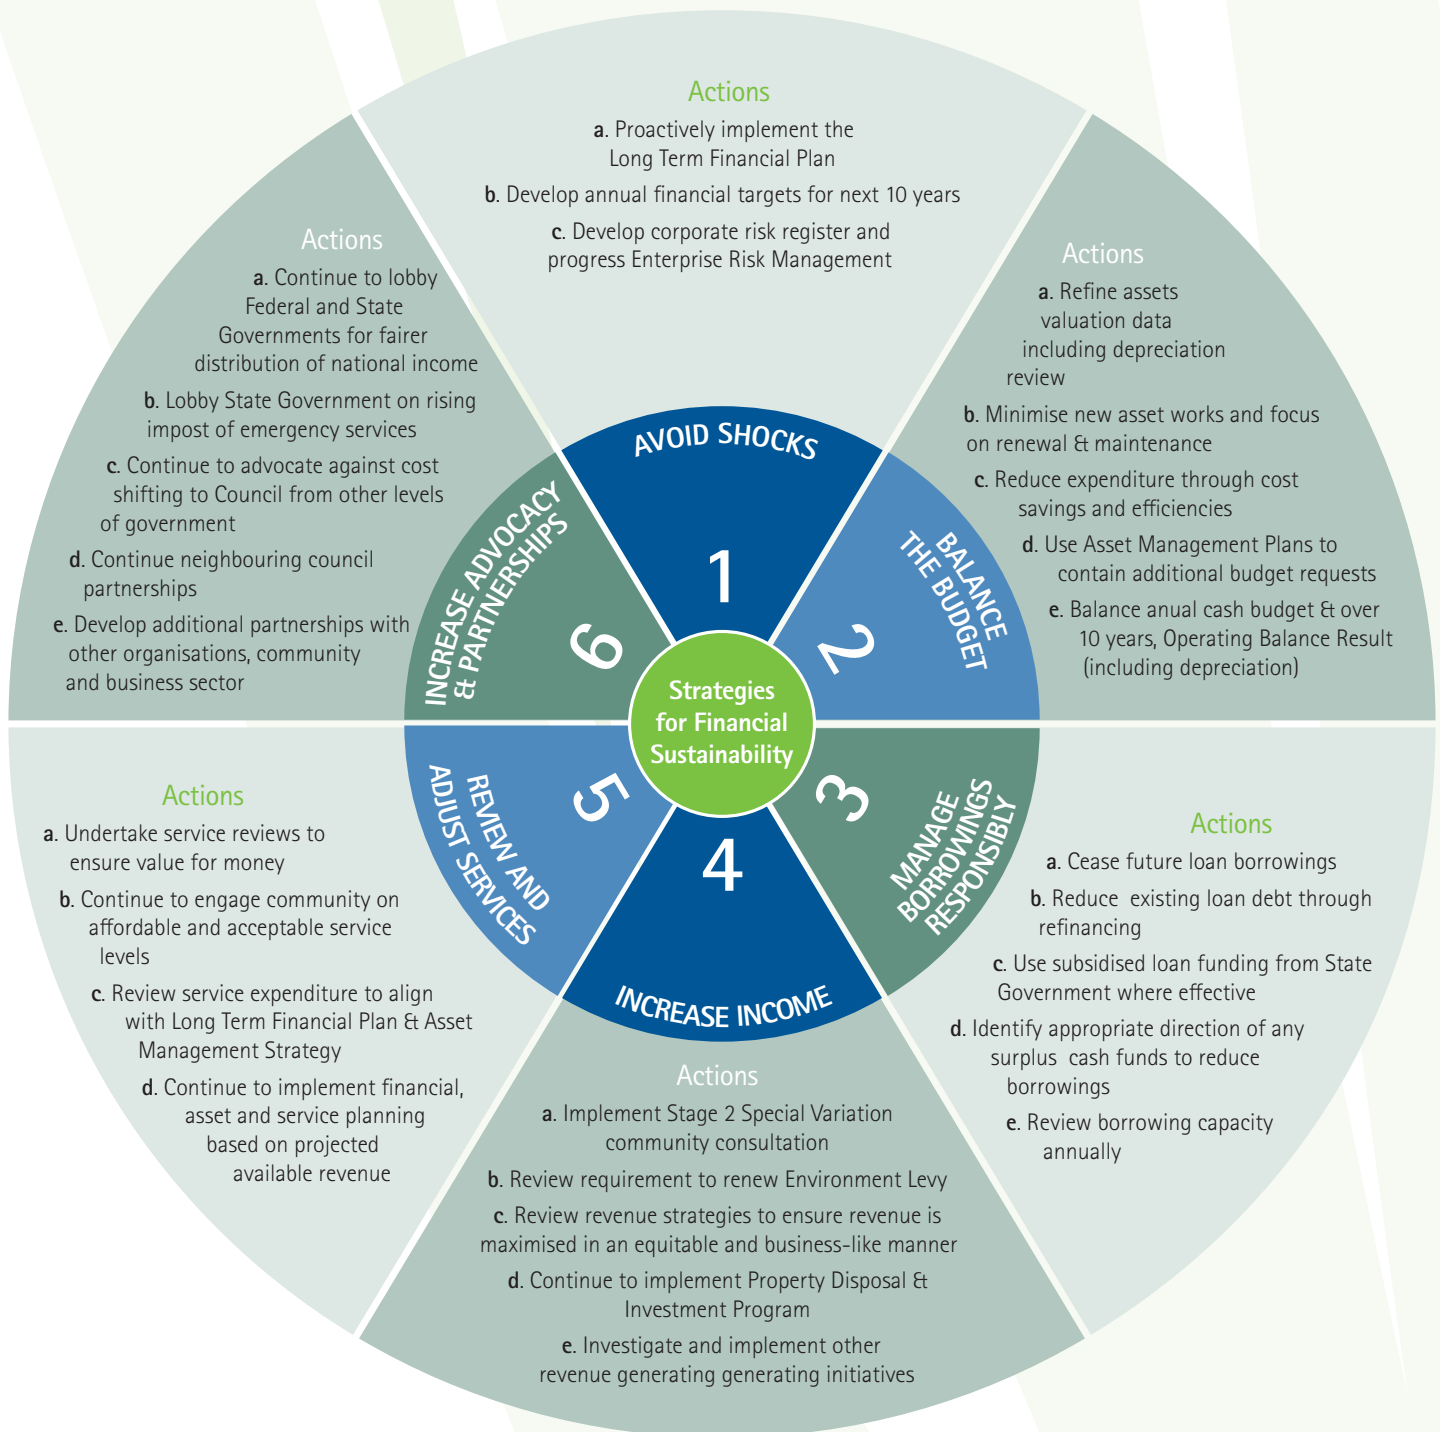 Strategies
for Financial
Sustainability
1
AVOID SHOCKS
Actions
a. Proactively implement the
Long Term Financial Plan
b. Develop annual financial targets for next 10 years
c. Develop corporate risk register and
progress Enterprise Risk Management
2
BALANCE
THE BUDGET
Actions
a. Refine assets
valuation data
including depreciation
review
b. Minimise new asset works and focus
on renewal & maintenance
c. Reduce expenditure through cost
savings and efficiencies
d. Use Asset Management Plans to
contain additional budget requests
e. Balance anual cash budget & over
10 years, Operating Balance Result
(including depreciation)
3
MANAGE
BORROWINGS
RESPONSIBLY
Actions
a. Cease future loan borrowings
b. Reduce existing loan debt through
refinancing
c. Use subsidised loan funding from State
Government where effective
d. Identify appropriate direction of any
surplus cash funds to reduce
borrowings
e. Review borrowing capacity
annually
4
INCREASE INCOME
Actions
a. Implement Stage 2 Special Variation
community consultation
b. Review requirement to renew Environment Levy
c. Review revenue strategies to ensure revenue is
maximised in an equitable and business-like manner
d. Continue to implement Property Disposal &
Investment Program
e. Investigate and implement other
revenue generating generating initiatives
5
REVIEW AND
ADJUST SERVICES
Actions
a. Undertake service reviews to
ensure value for money
b. Continue to engage community on
affordable and acceptable service
levels
c. Review service expenditure to align
with Long Term Financial Plan & Asset
Management Strategy
d. Continue to implement financial,
asset and service planning
based on projected
available revenue
6
INCREASE ADVOCACY
& PARTNERSHIPS
Actions
a. Continue to lobby
Federal and State
Governments for fairer
distribution of national income
b. Lobby State Government on rising
impost of emergency services
c. Continue to advocate against cost
shifting to Council from other levels
of government
d. Continue neighbouring council
partnerships
e. Develop additional partnerships with
other organisations, community
and business sector